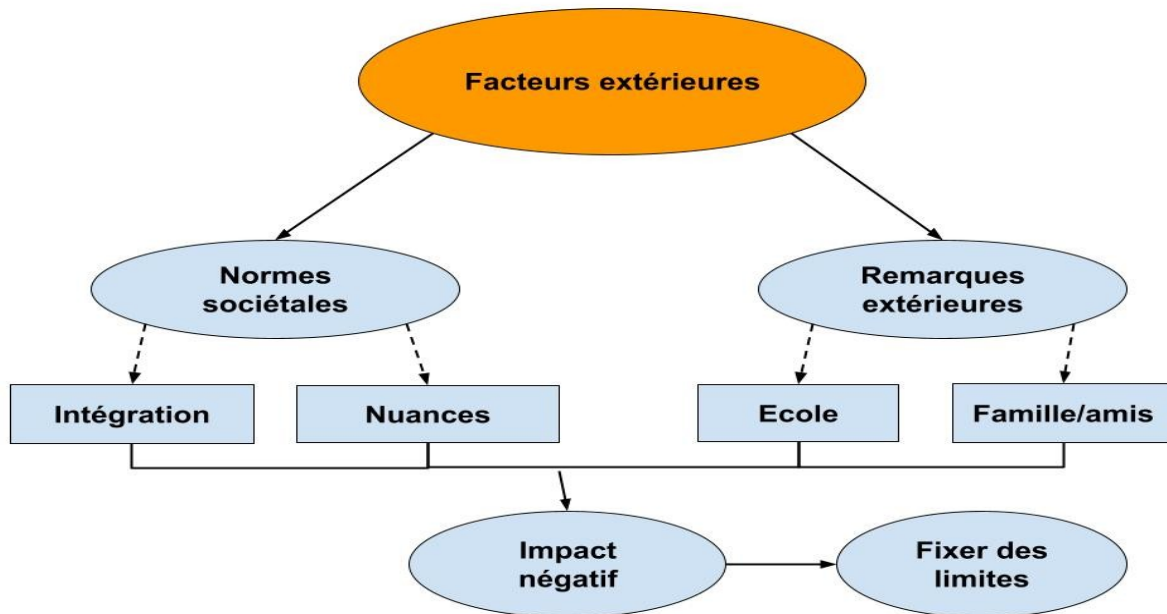 Facteurs extérieures
Normes
sociétales
Remarques
extérieures
Intégration
Nuances
Ecole
Famille/amis
Impact
négatif
Fixer des
limites